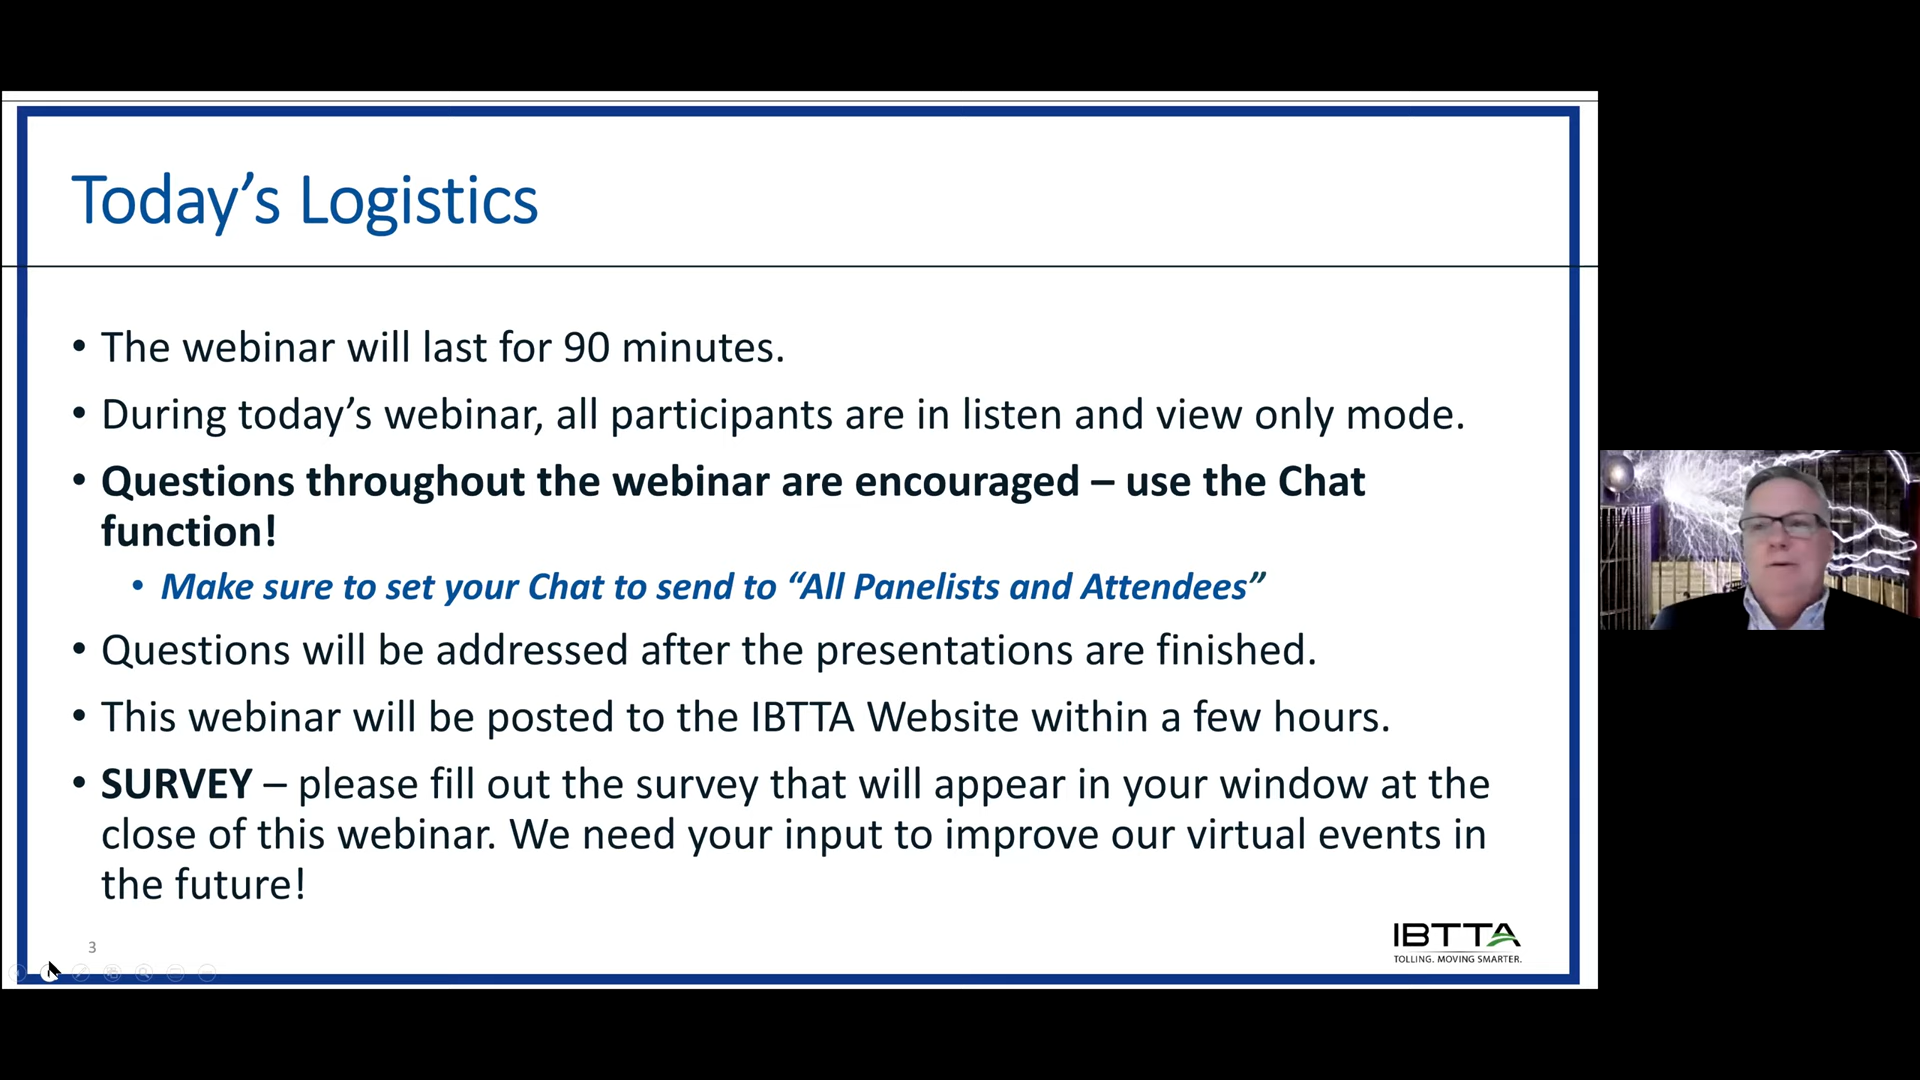 Today’s Logistics
• The webinar will last for 90 minutes.
• During today’s webinar, all participants are in listen and view only mode.
• Questions throughout the webinar are encouraged – use the Chat
function!
• Make sure to set your Chat to send to “All Panelists and Attendees”
• Questions will be addressed after the presentations are finished.
• This webinar will be posted to the IBTTA Website within a few hours.
• SURVEY – please fill out the survey that will appear in your window at the
close of this webinar. We need your input to improve our virtual events in
the future!
3
IBTTA
TOLLING. MOVING SMARTER.